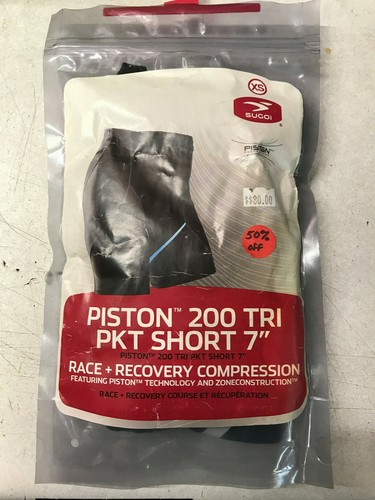 XS
SUGOI
PISTON
$$80.00
50%
off
PISTON™ 200 TRI
PKT SHORT 7"
PISTON™ 200 TRI PKT SHORT 7"
RACE + RECOVERY COMPRESSION
FEATURING PISTON™ TECHNOLOGY AND ZONECONSTRUCTION™
RACE + RECOVERY COURSE ET RÉCUPÉRATION